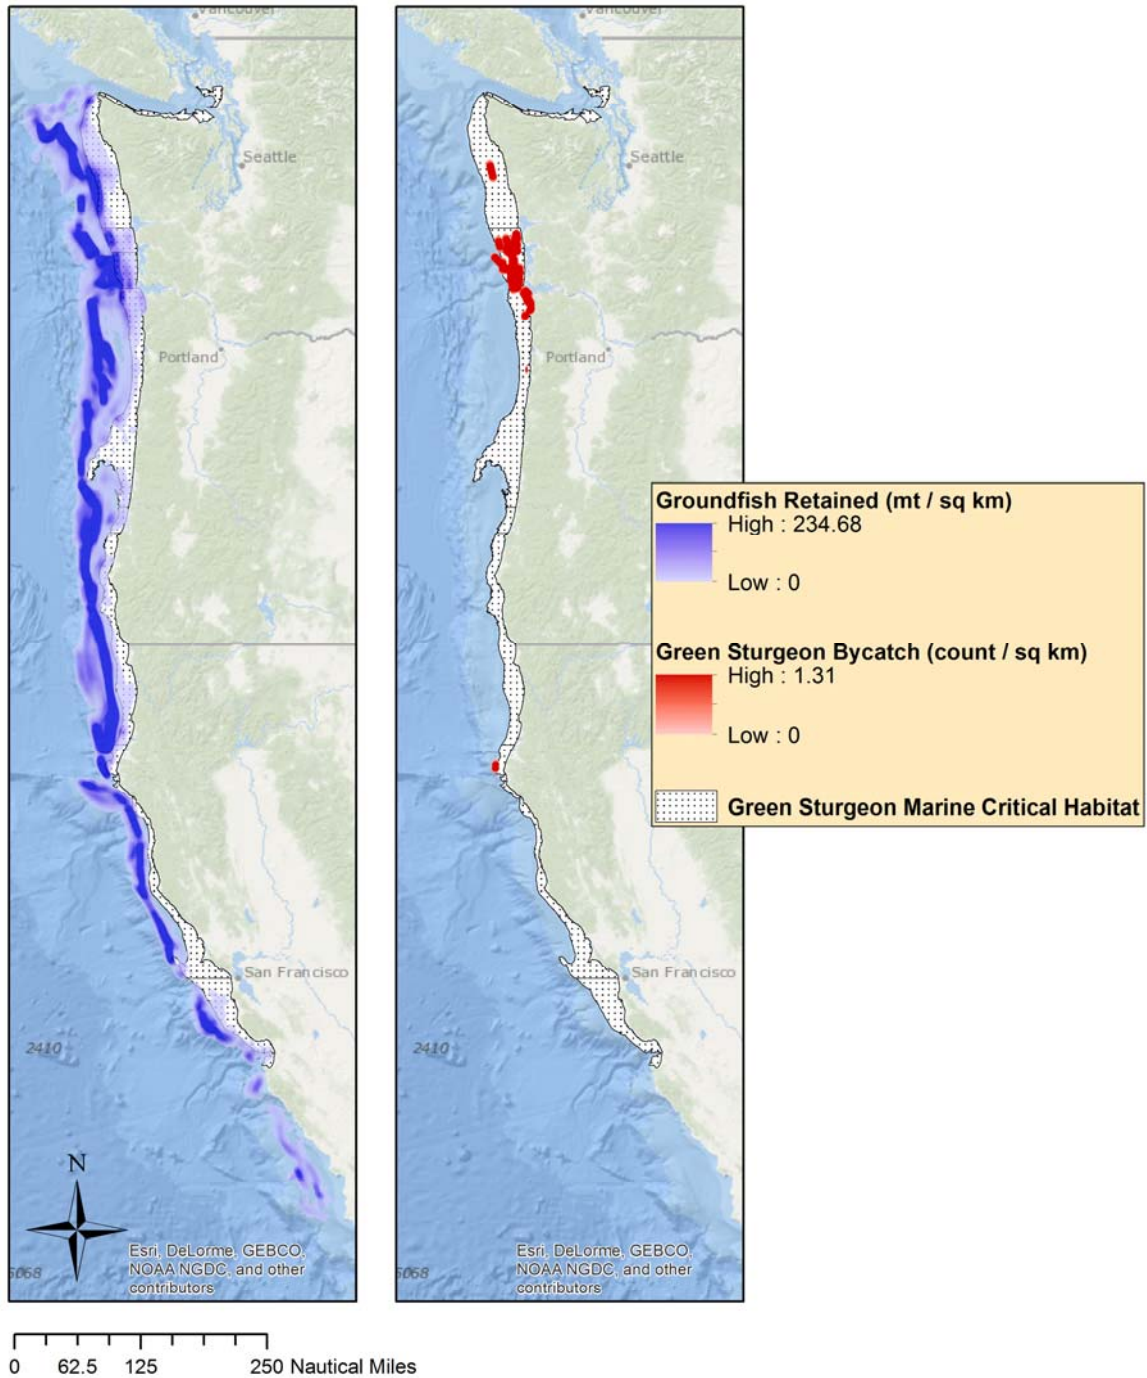 Vancouver
Seattle
Portland
San Francisco
2410
N
Esri, DeLorme, GEBCO,
NOAA NGDC, and other
contributors
6068
Vancouver
Seattle
Portland
San Francisco
2410
Esri, DeLorme, GEBCO,
NOAA NGDC, and other
contributors
6068
Groundfish Retained (mt / sq km)
High : 234.68
Low : 0
Green Sturgeon Bycatch (count / sq km)
High : 1.31
Low : 0
Green Sturgeon Marine Critical Habitat
0 62.5 125 250 Nautical Miles